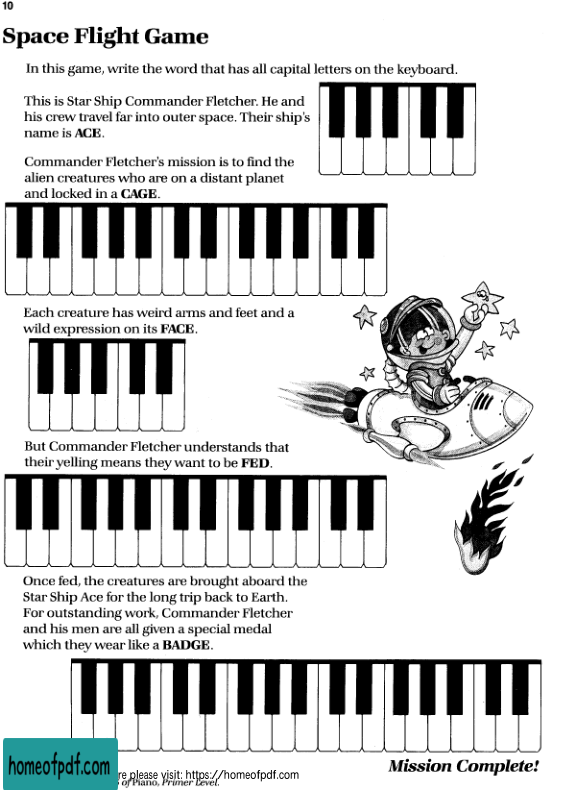 10
Space Flight Game
In this game, write the word that has all capital letters on the keyboard.
This is Star Ship Commander Fletcher. He and
his crew travel far into outer space. Their ship's
name is ACE.
Commander Fletcher's mission is to find the
alien creatures who are on a distant planet
and locked in a CAGE.
Each creature has weird arms and feet and a
wild expression on its FACE.
But Commander Fletcher understands that
their yelling means they want to be FED.
Once fed, the creatures are brought aboard the
Star Ship Ace for the long trip back to Earth.
For outstanding work, Commander Fletcher
and his men are all given a special medal
which they wear like a BADGE.
Mission Complete!
homeofpdf.com
please visit: https://homeofpdf.com
of Piano, Primer Level.